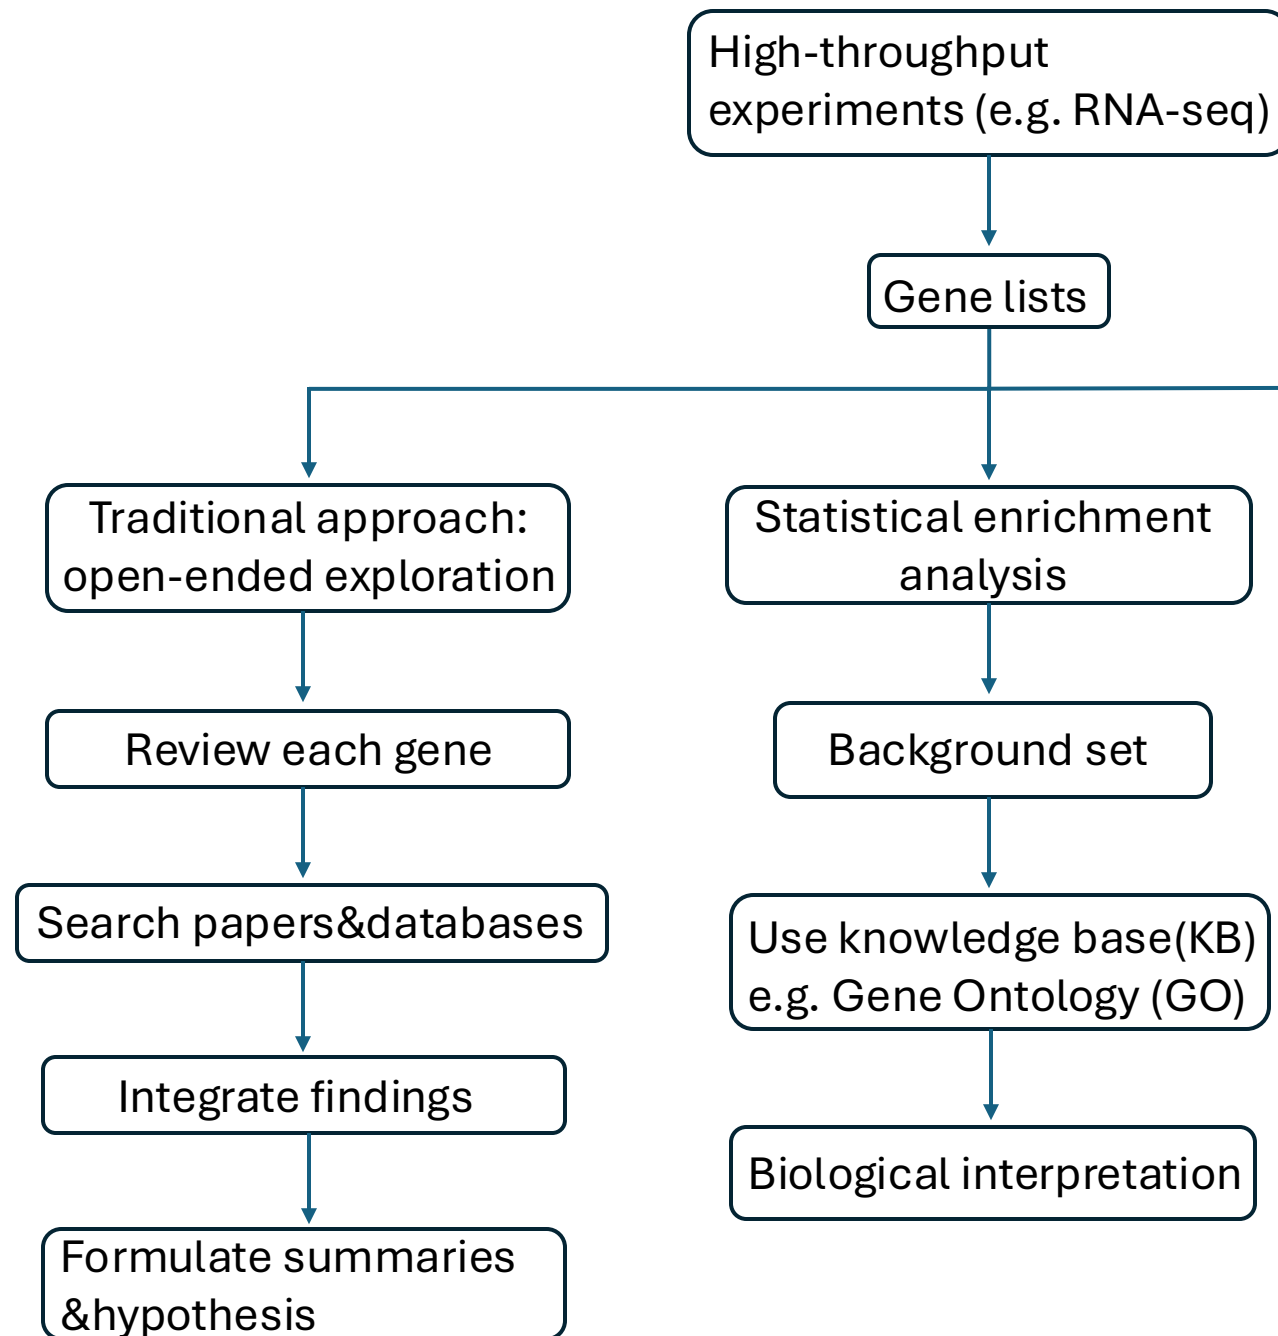 High-throughput
experiments (e.g. RNA-seq)
Gene lists
Traditional approach:
open-ended exploration
Statistical enrichment
analysis
Review each gene
Background set
Search papers&databases
Use knowledge base(KB)
e.g. Gene Ontology (GO)
Integrate findings
Biological interpretation
Formulate summaries
&hypothesis